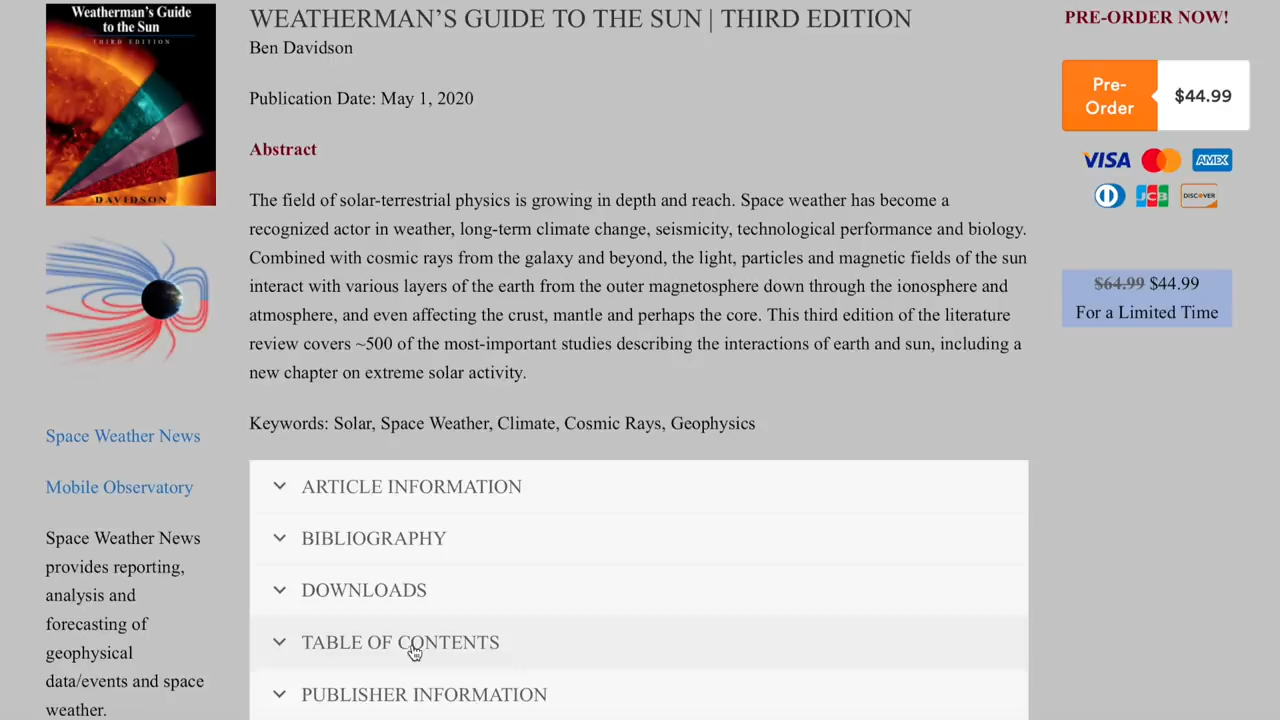 Weatherman's Guide
to the Sun
THIRD EDITION
DAVIDSON
Space Weather News
Mobile Observatory
Space Weather News
provides reporting,
analysis and
forecasting of
geophysical
data/events and space
weather.
WEATHERMAN'S GUIDE TO THE SUN | THIRD EDITION
Ben Davidson
Publication Date: May 1, 2020
Abstract
The field of solar-terrestrial physics is growing in depth and reach. Space weather has become a
recognized actor in weather, long-term climate change, seismicity, technological performance and biology.
Combined with cosmic rays from the galaxy and beyond, the light, particles and magnetic fields of the sun
interact with various layers of the earth from the outer magnetosphere down through the ionosphere and
atmosphere, and even affecting the crust, mantle and perhaps the core. This third edition of the literature
review covers ~500 of the most-important studies describing the interactions of earth and sun, including a
new chapter on extreme solar activity.
Keywords: Solar, Space Weather, Climate, Cosmic Rays, Geophysics
ARTICLE INFORMATION
BIBLIOGRAPHY
DOWNLOADS
TABLE OF CONTENTS
PUBLISHER INFORMATION
PRE-ORDER NOW!
Pre-
Order
$44.99
VISA
AMEX
JCB
DISCOVER
$64.99 $44.99
For a Limited Time